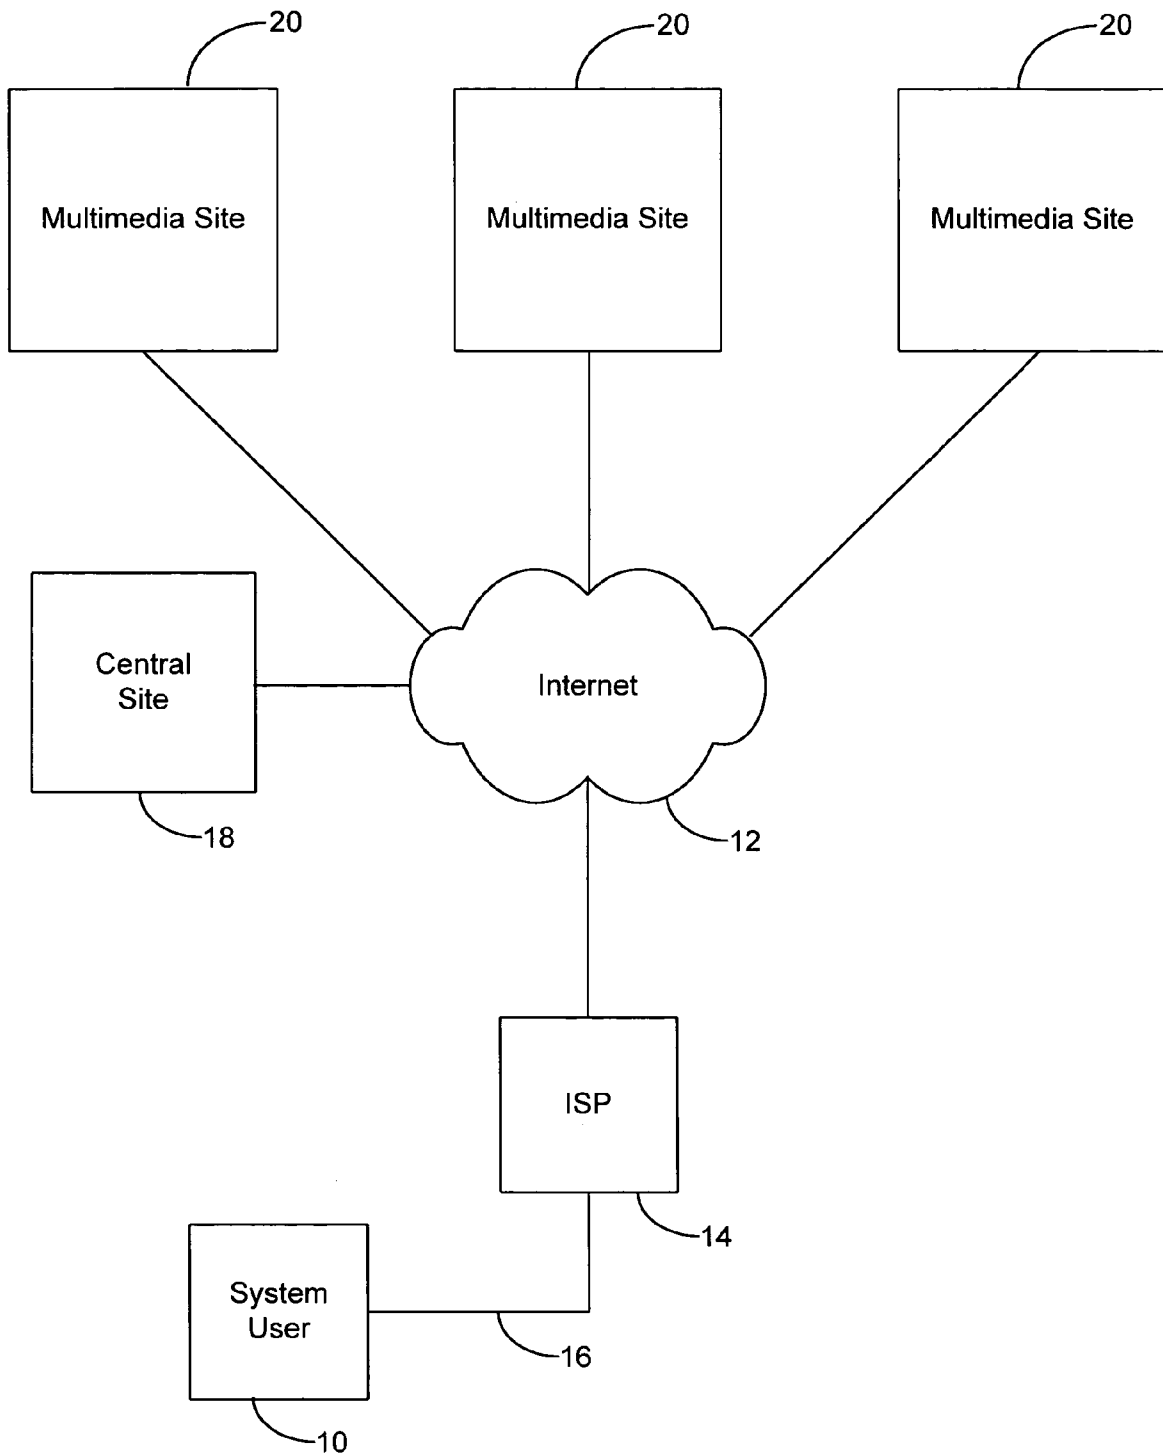 20
20
20
Multimedia Site
Multimedia Site
Multimedia Site
Central
Site
Internet
18
12
ISP
14
System
User
16
10